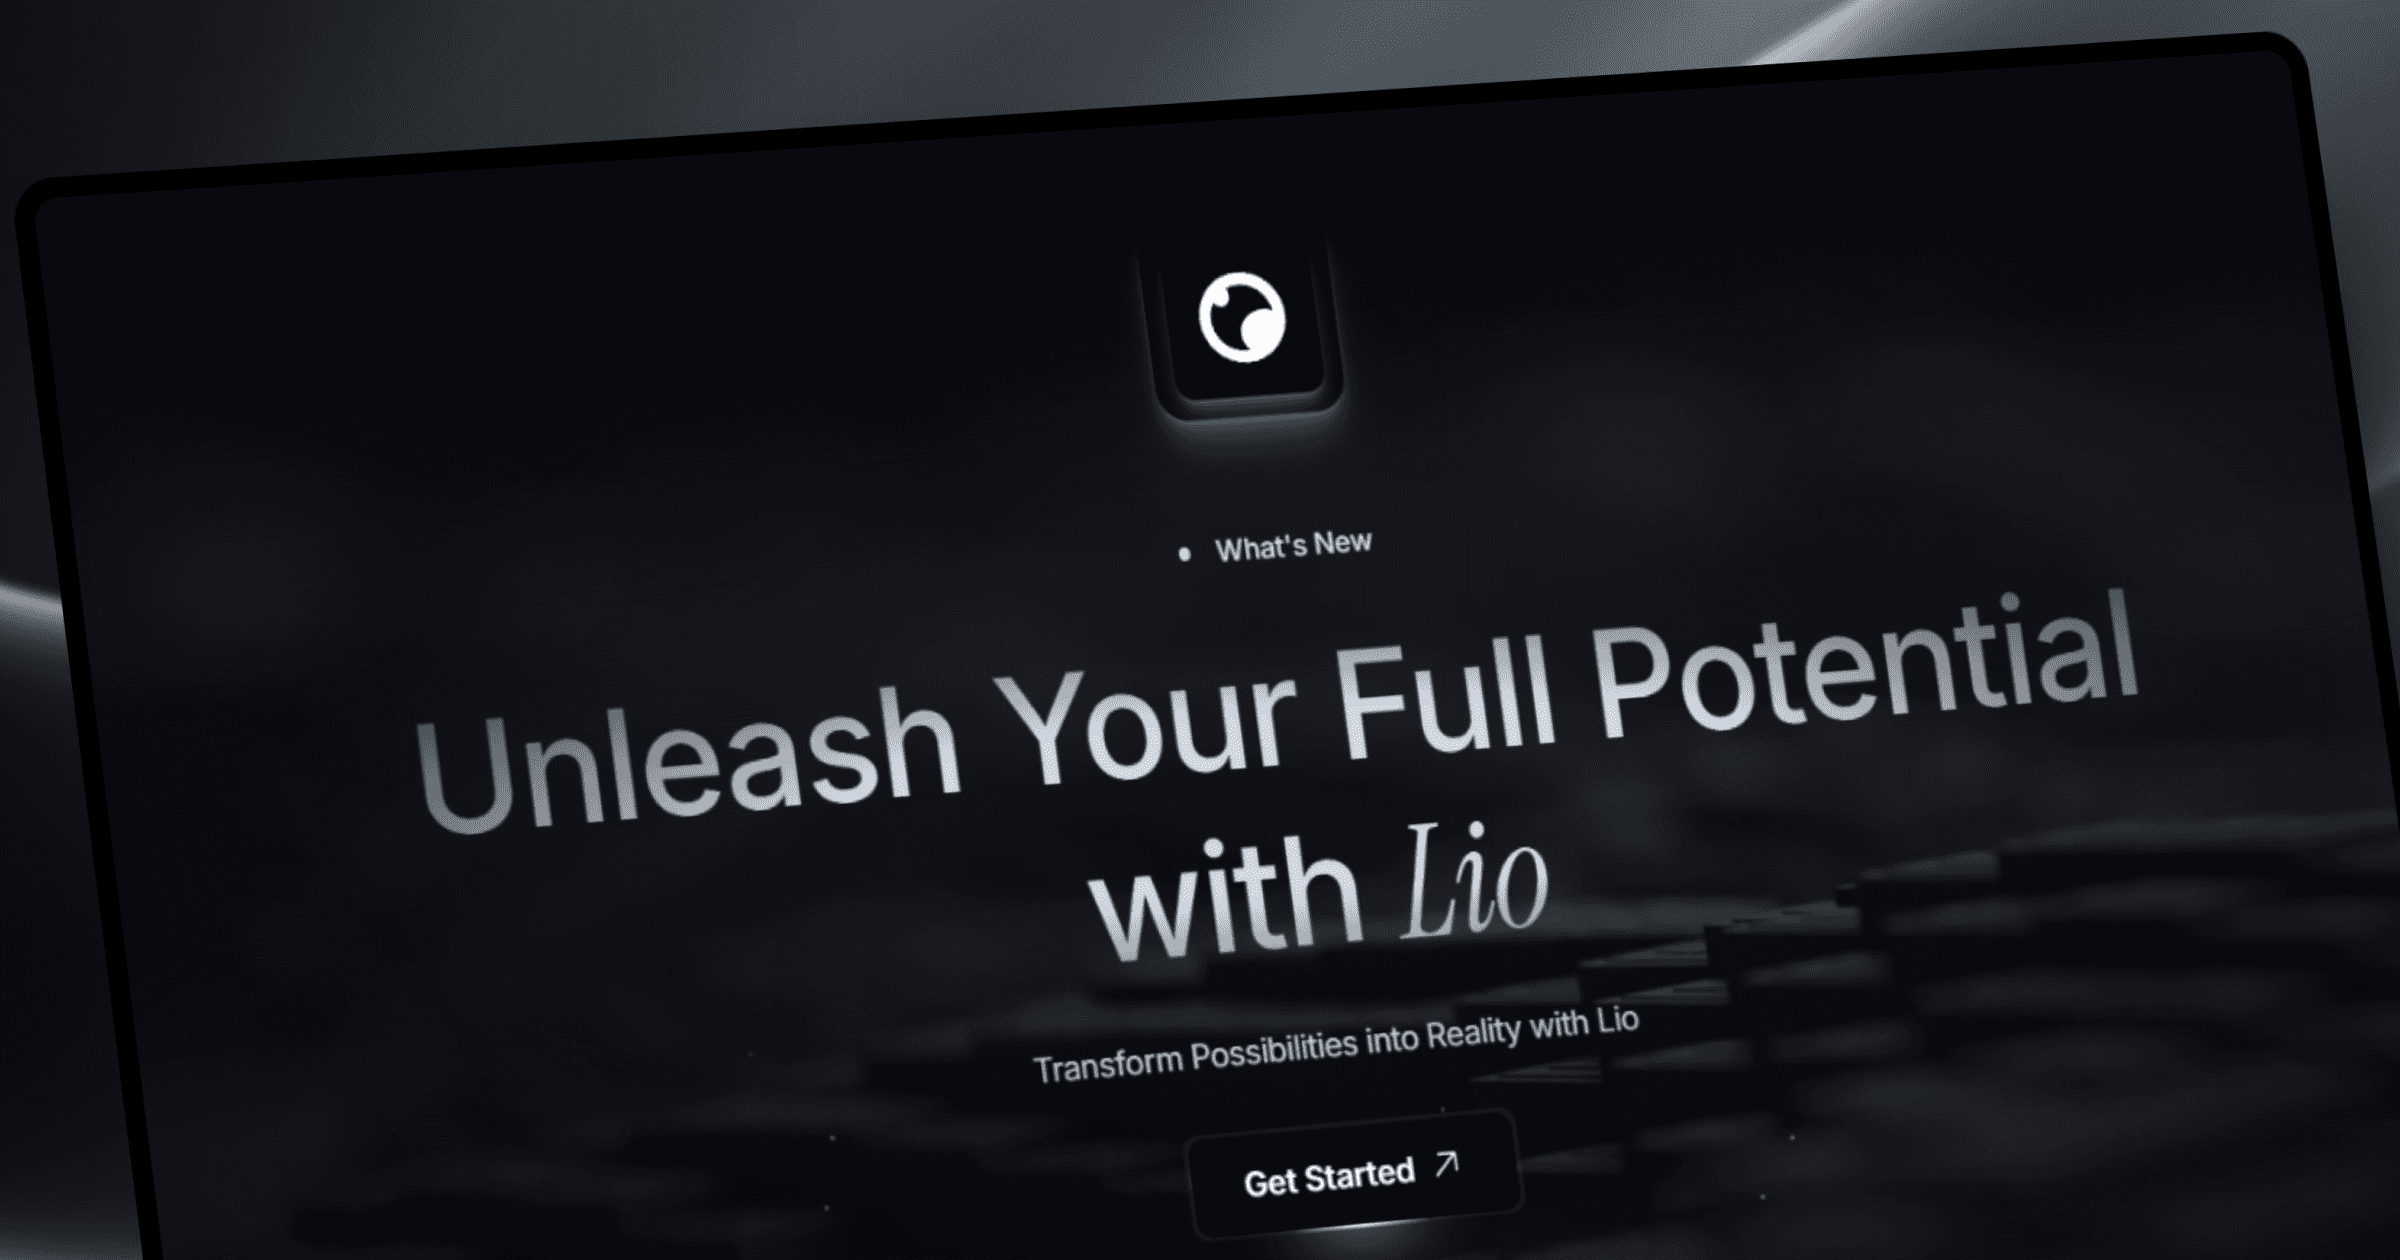 What's New
Unleash Your Full Potential
with Lio
Transform Possibilities into Reality with Lio
Get Started